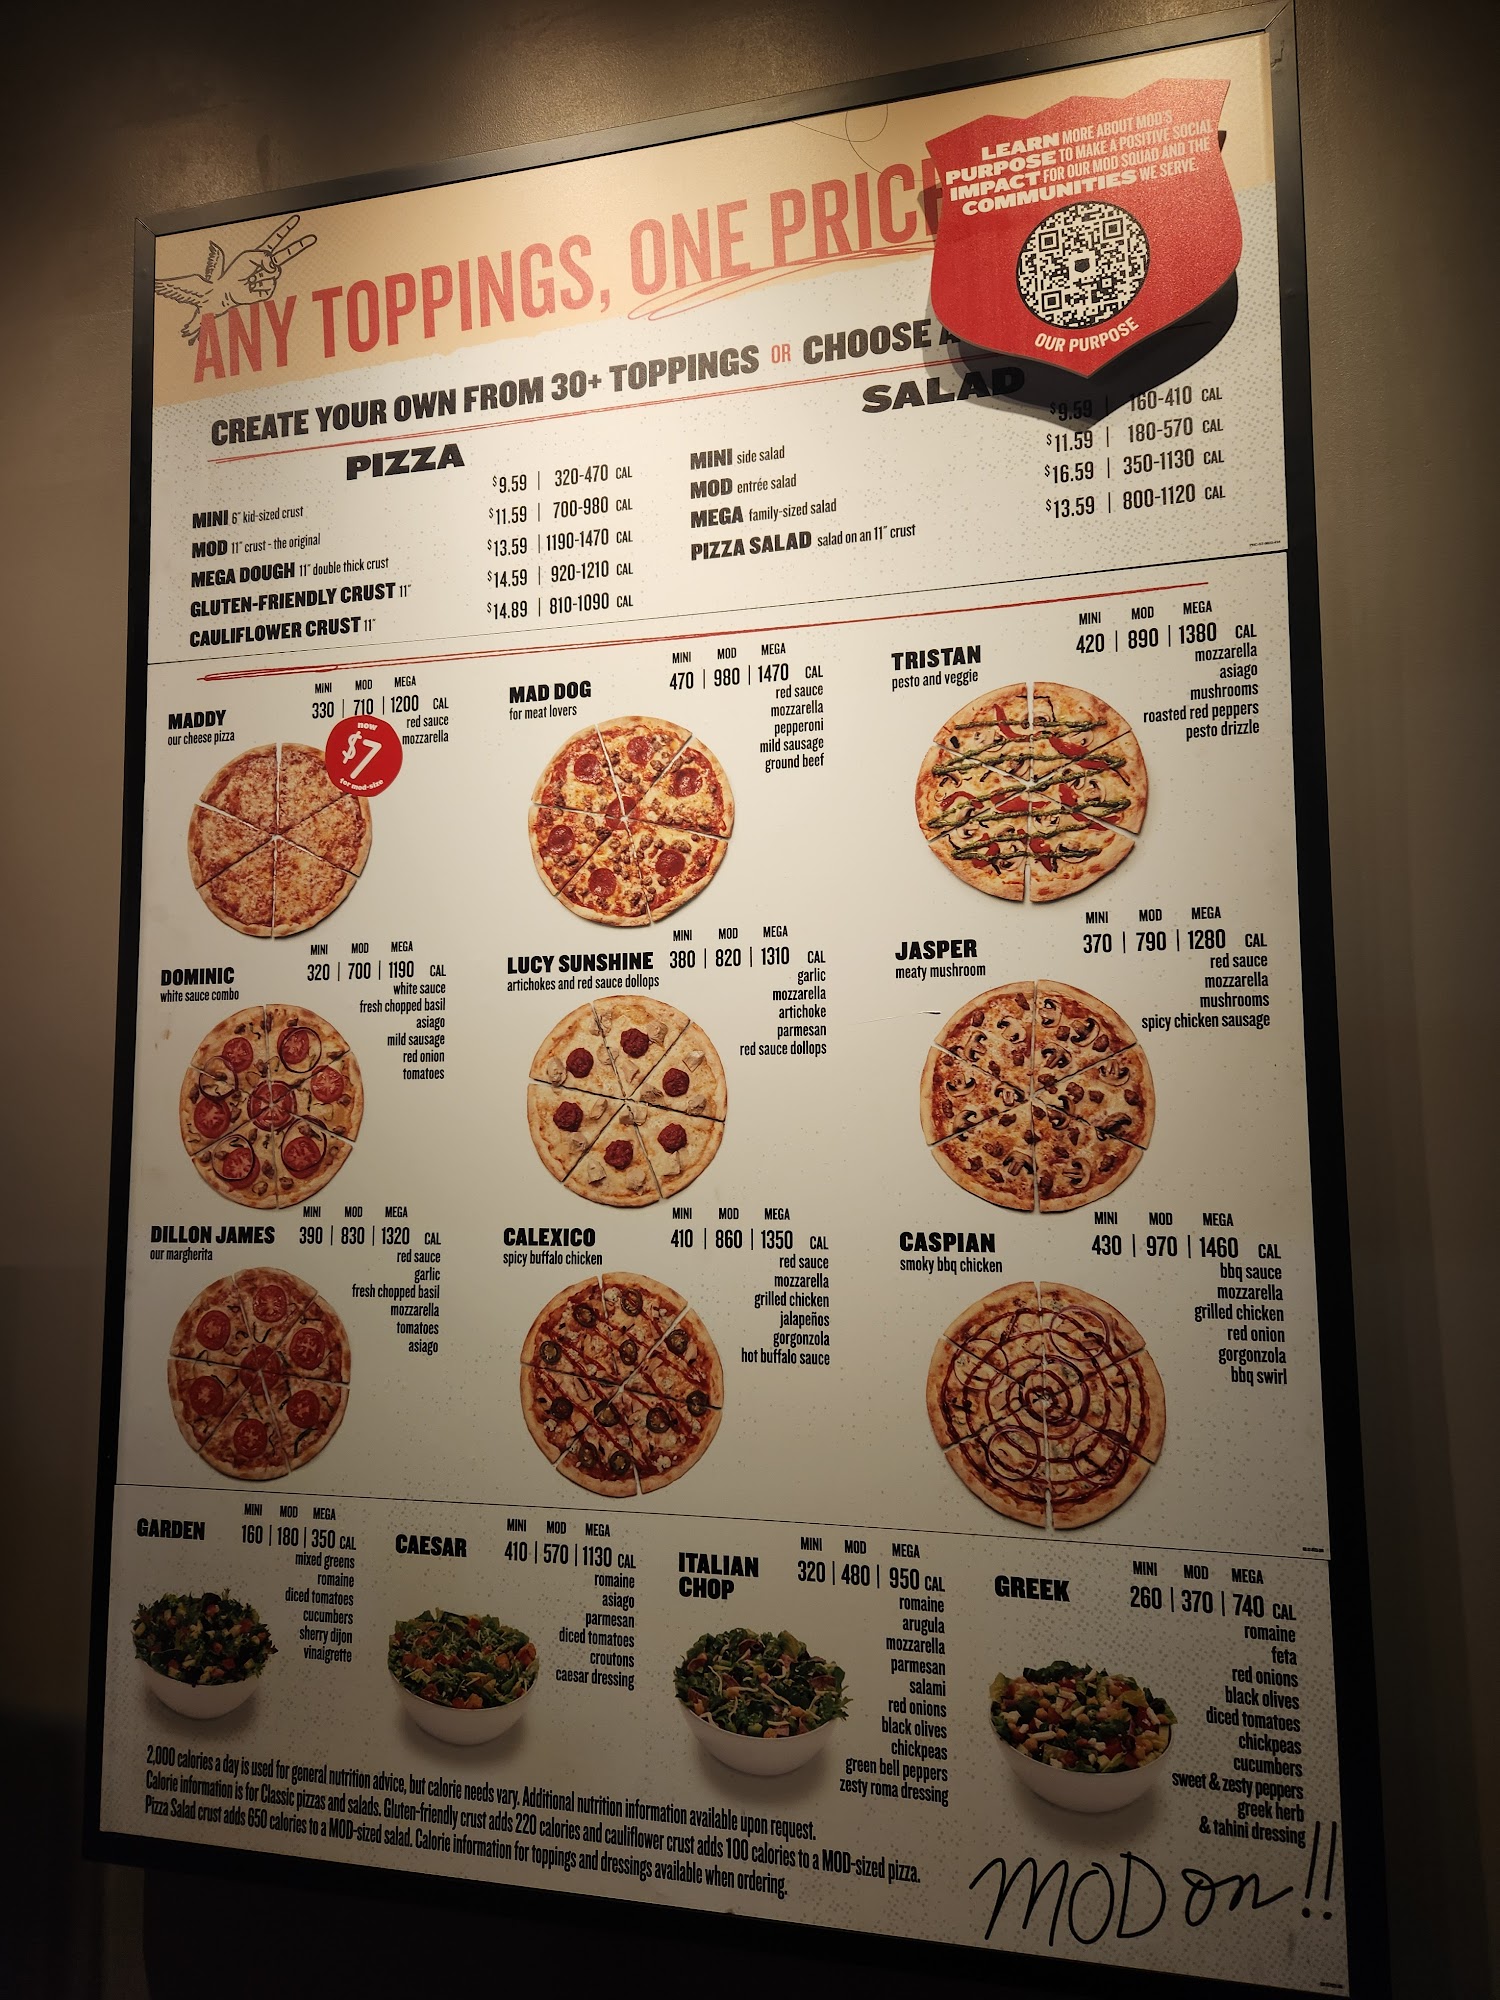 LEARN MORE ABOUT MOD'S
PURPOSE TO MAKE A POSITIVE SOCIAL
IMPACT FOR OUR MOD SQUAD AND THE
COMMUNITIES WE SERVE.
OUR PURPOSE
ANY TOPPINGS, ONE PRICE
CREATE YOUR OWN FROM 30+ TOPPINGS OR CHOOSE A
PIZZA
MINI 6" kid-sized crust $9.59 | 320-470 CAL
MOD 11" crust - the original $11.59 | 700-980 CAL
MEGA DOUGH 11" double thick crust $13.59 | 1190-1470 CAL
GLUTEN-FRIENDLY CRUST 11" $14.59 | 920-1210 CAL
CAULIFLOWER CRUST 11" $14.89 | 810-1090 CAL
SALAD
MINI side salad $9.59 | 160-410 CAL
MOD entrée salad $11.59 | 180-570 CAL
MEGA family-sized salad $16.59 | 350-1130 CAL
PIZZA SALAD salad on an 11" crust $13.59 | 800-1120 CAL
MADDY
our cheese pizza
MINI MOD MEGA
330 | 710 | 1200 CAL
red sauce
mozzarella
now
$7
for mod-size
MAD DOG
for meat lovers
MINI MOD MEGA
470 | 980 | 1470 CAL
red sauce
mozzarella
pepperoni
mild sausage
ground beef
TRISTAN
pesto and veggie
MINI MOD MEGA
420 | 890 | 1380 CAL
mozzarella
asiago
mushrooms
roasted red peppers
pesto drizzle
DOMINIC
white sauce combo
MINI MOD MEGA
320 | 700 | 1190 CAL
white sauce
fresh chopped basil
asiago
mild sausage
red onion
tomatoes
LUCY SUNSHINE
artichokes and red sauce dollops
MINI MOD MEGA
380 | 820 | 1310 CAL
garlic
mozzarella
artichoke
parmesan
red sauce dollops
JASPER
meaty mushroom
MINI MOD MEGA
370 | 790 | 1280 CAL
red sauce
mozzarella
mushrooms
spicy chicken sausage
DILLON JAMES
our margherita
MINI MOD MEGA
390 | 830 | 1320 CAL
red sauce
garlic
fresh chopped basil
mozzarella
tomatoes
asiago
CALEXICO
spicy buffalo chicken
MINI MOD MEGA
410 | 860 | 1350 CAL
red sauce
mozzarella
grilled chicken
jalapeños
gorgonzola
hot buffalo sauce
CASPIAN
smoky bbq chicken
MINI MOD MEGA
430 | 970 | 1460 CAL
bbq sauce
mozzarella
grilled chicken
red onion
gorgonzola
bbq swirl
GARDEN
MINI MOD MEGA
160 | 180 | 350 CAL
mixed greens
romaine
diced tomatoes
cucumbers
sherry dijon
vinaigrette
CAESAR
MINI MOD MEGA
410 | 570 | 1130 CAL
romaine
asiago
parmesan
diced tomatoes
croutons
caesar dressing
ITALIAN
CHOP
MINI MOD MEGA
320 | 480 | 950 CAL
romaine
arugula
mozzarella
parmesan
salami
red onions
black olives
chickpeas
green bell peppers
zesty roma dressing
GREEK
MINI MOD MEGA
260 | 370 | 740 CAL
romaine
feta
red onions
black olives
diced tomatoes
chickpeas
cucumbers
sweet & zesty peppers
greek herb
& tahini dressing
2,000 calories a day is used for general nutrition advice, but calorie needs vary. Additional nutrition information available upon request.
Calorie information is for Classic pizzas and salads. Gluten-friendly crust adds 220 calories and cauliflower crust adds 100 calories to a MOD-sized pizza.
Pizza Salad crust adds 650 calories to a MOD-sized salad. Calorie information for toppings and dressings available when ordering.
MOD on!!